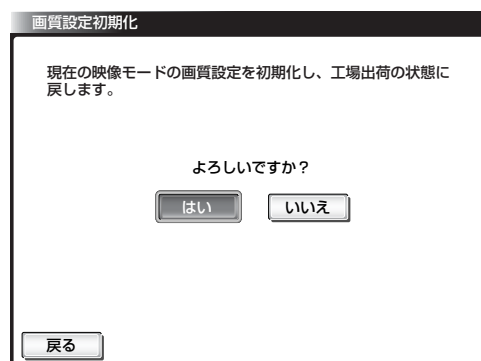 画質設定初期化
現在の映像モードの画質設定を初期化し、工場出荷の状態に
戻します。
よろしいですか？
はい いいえ
戻る